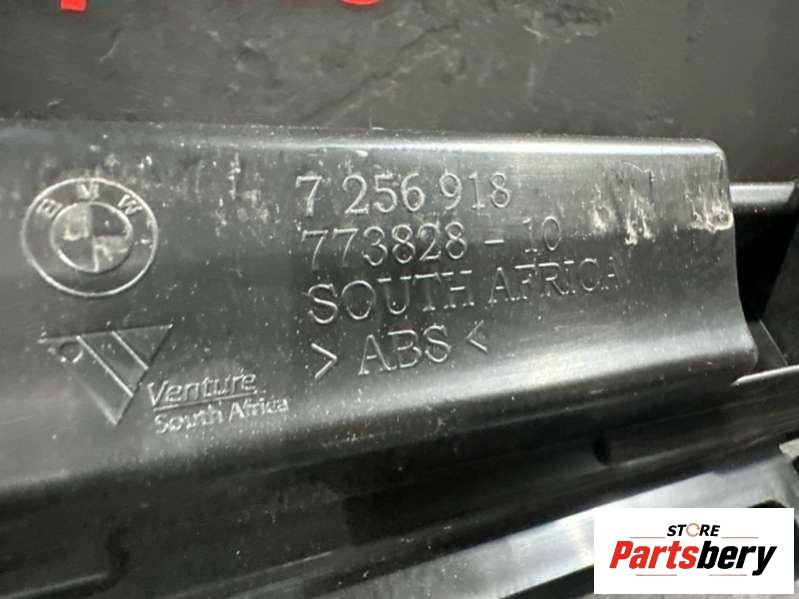 BMW
7 256 918
773828 - 10
SOUTH AFRICA
> ABS <
Venture
South Africa
STORE
Partsbery